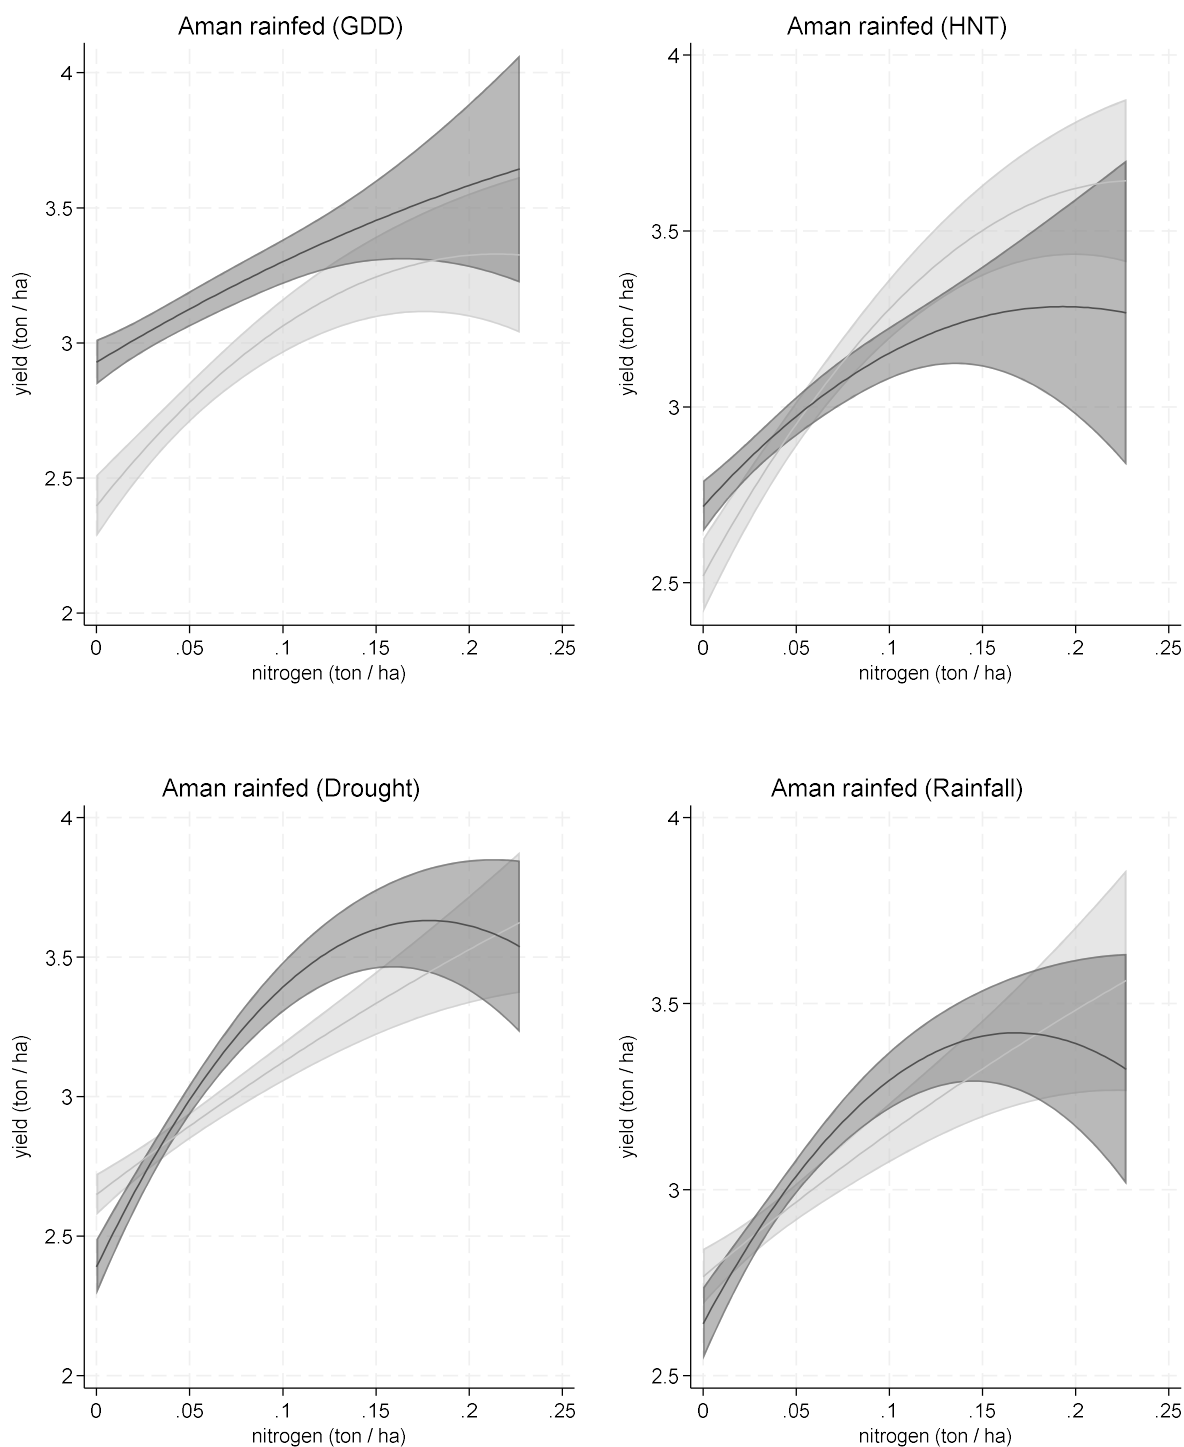 Aman rainfed (GDD)
4
3.5
3
2.5
2
yield (ton / ha)
0 .05 .1 .15 .2 .25
nitrogen (ton / ha)
Aman rainfed (HNT)
4
3.5
3
2.5
yield (ton / ha)
0 .05 .1 .15 .2 .25
nitrogen (ton / ha)
Aman rainfed (Drought)
4
3.5
3
2.5
2
yield (ton / ha)
0 .05 .1 .15 .2 .25
nitrogen (ton / ha)
Aman rainfed (Rainfall)
4
3.5
3
2.5
yield (ton / ha)
0 .05 .1 .15 .2 .25
nitrogen (ton / ha)